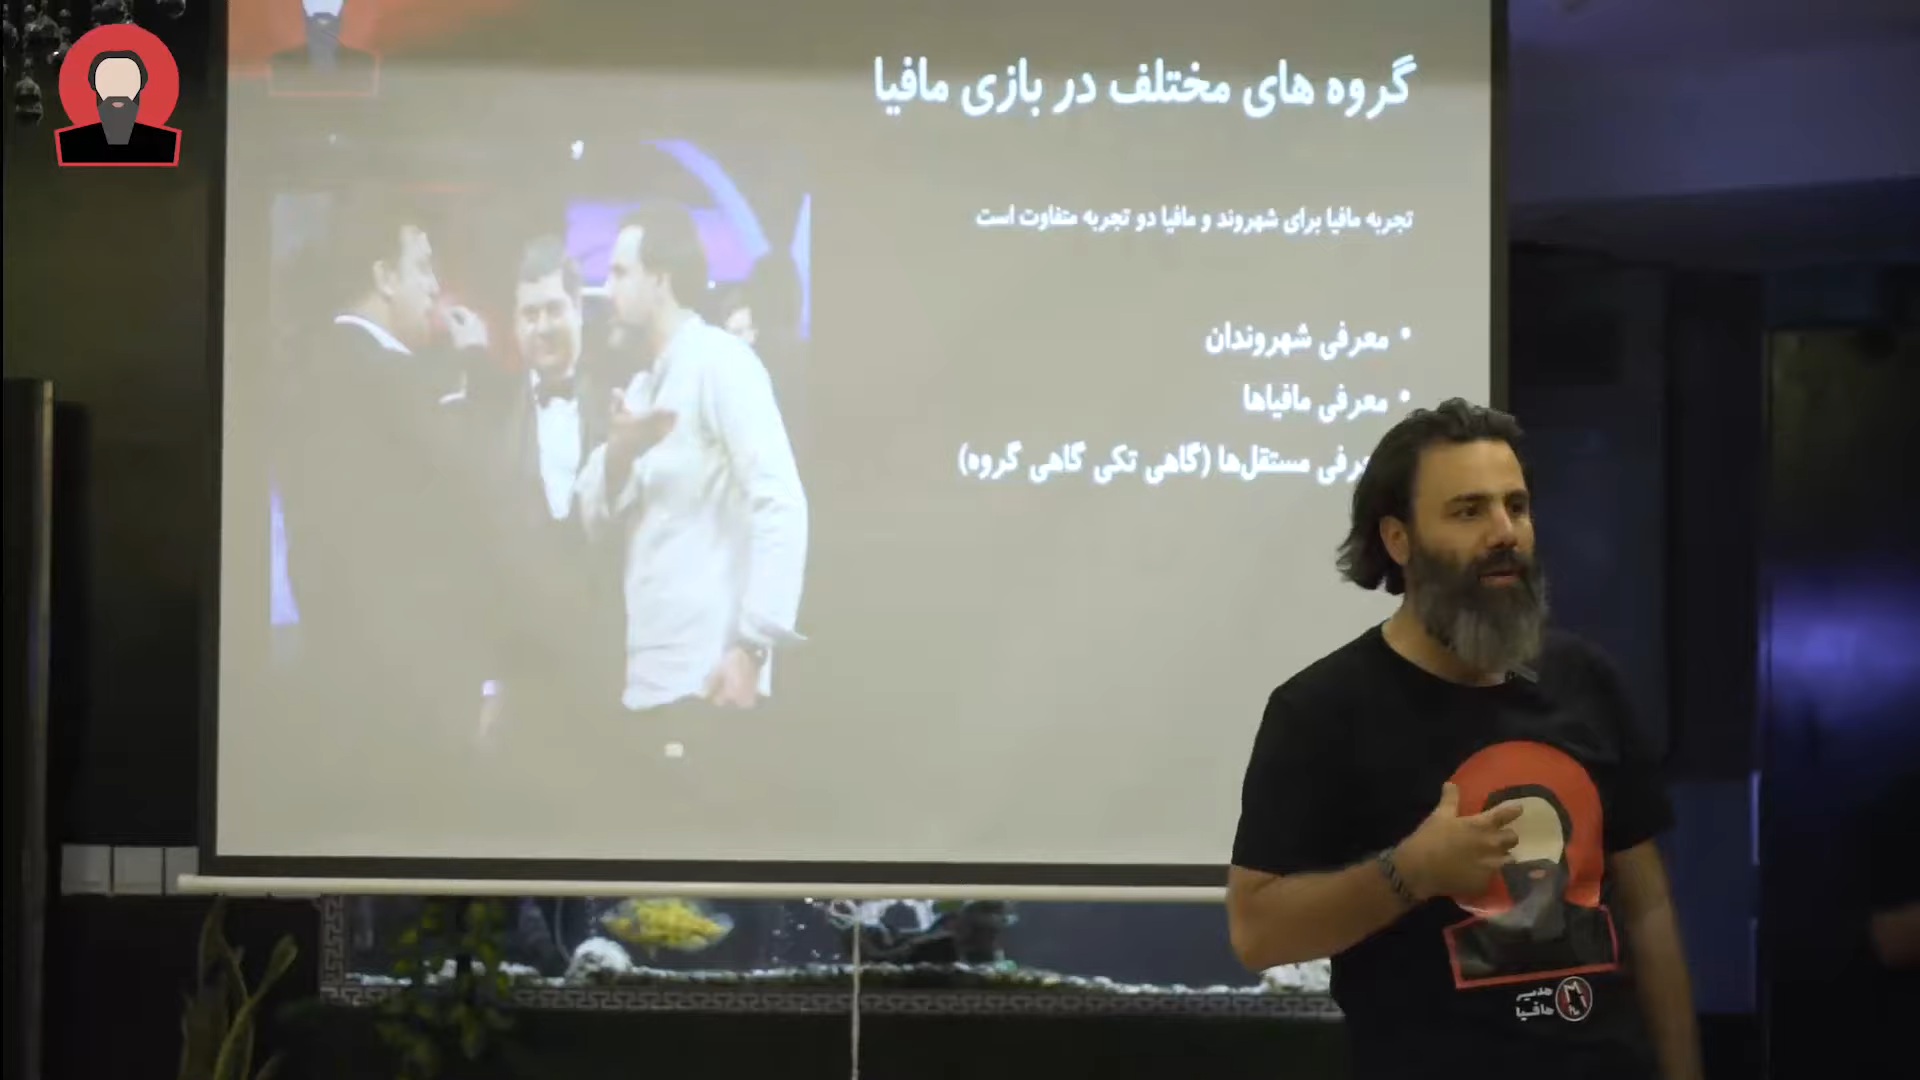 گروه های مختلف در بازی مافیا
تجربه مافیا برای شهروند و مافیا دو تجربه متفاوت است
• معرفی شهروندان
• معرفی مافیاها
رفی مستقل‌ها (گاهی تکی گاهی گروه)
مدیر
مافیا